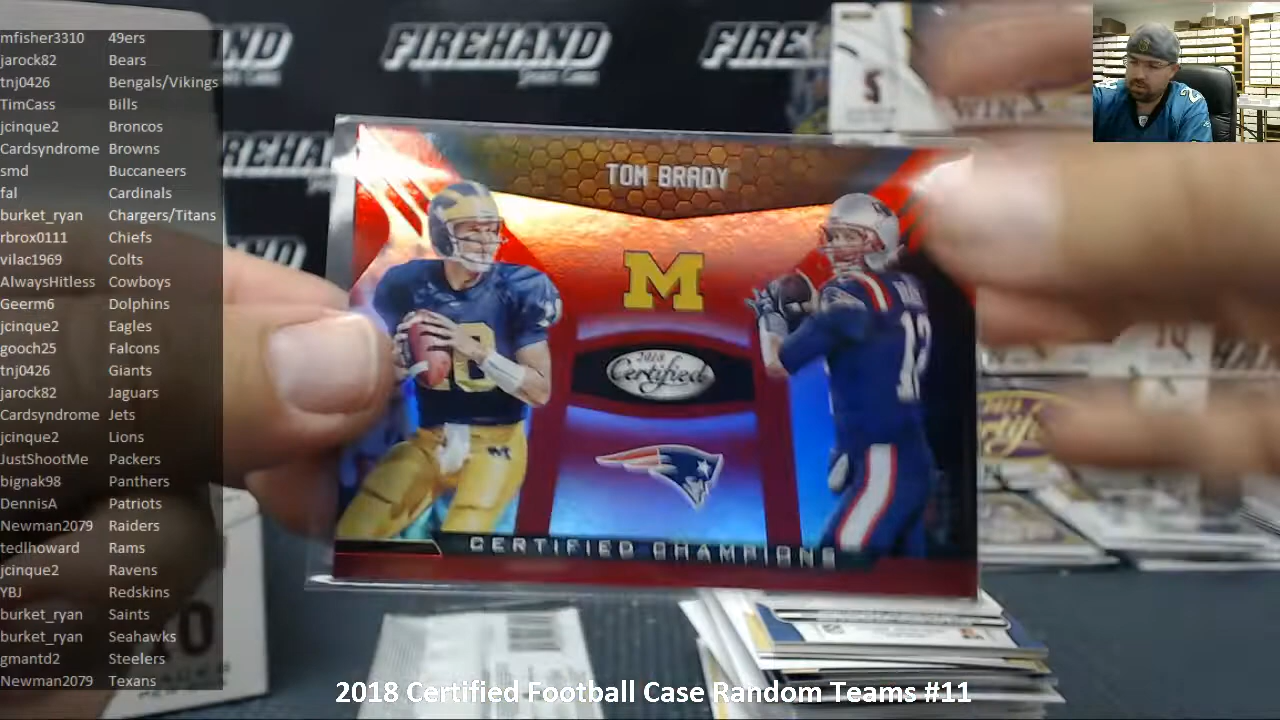 mfisher3310 49ers
jarock82 Bears
tnj0426 Bengals/Vikings
TimCass Bills
jcinque2 Broncos
Cardsyndrome Browns
smd Buccaneers
fal Cardinals
burket_ryan Chargers/Titans
rbrox0111 Chiefs
vilac1969 Colts
AlwaysHitless Cowboys
Geerm6 Dolphins
jcinque2 Eagles
gooch25 Falcons
tnj0426 Giants
jarock82 Jaguars
Cardsyndrome Jets
jcinque2 Lions
JustShootMe Packers
bignak98 Panthers
DennisA Patriots
Newman2079 Raiders
tedlhoward Rams
jcinque2 Ravens
YBJ Redskins
burket_ryan Saints
burket_ryan Seahawks
gmantd2 Steelers
Newman2079 Texans
FIREHAND
TOM BRADY
M
10
12
2018
Certified
CERTIFIED CHAMPIONS
2018 Certified Football Case Random Teams #11